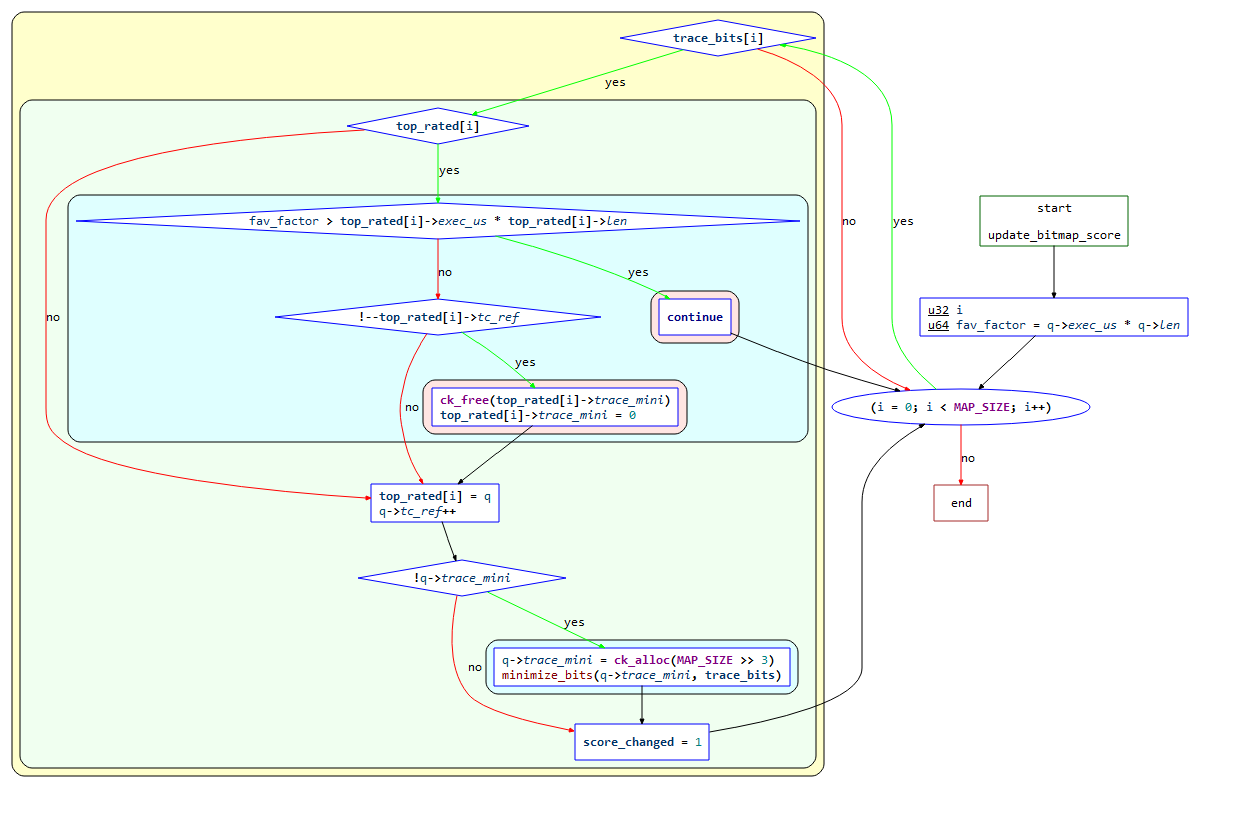 trace_bits[i]
yes
top_rated[i]
yes
start
update_bitmap_score
fav_factor > top_rated[i]->exec_us * top_rated[i]->len
no
yes
no
yes
u32 i
u64 fav_factor = q->exec_us * q->len
no
!--top_rated[i]->tc_ref
continue
yes
no
ck_free(top_rated[i]->trace_mini)
top_rated[i]->trace_mini = 0
(i = 0; i < MAP_SIZE; i++)
no
end
top_rated[i] = q
q->tc_ref++
!q->trace_mini
yes
no
q->trace_mini = ck_alloc(MAP_SIZE >> 3)
minimize_bits(q->trace_mini, trace_bits)
score_changed = 1